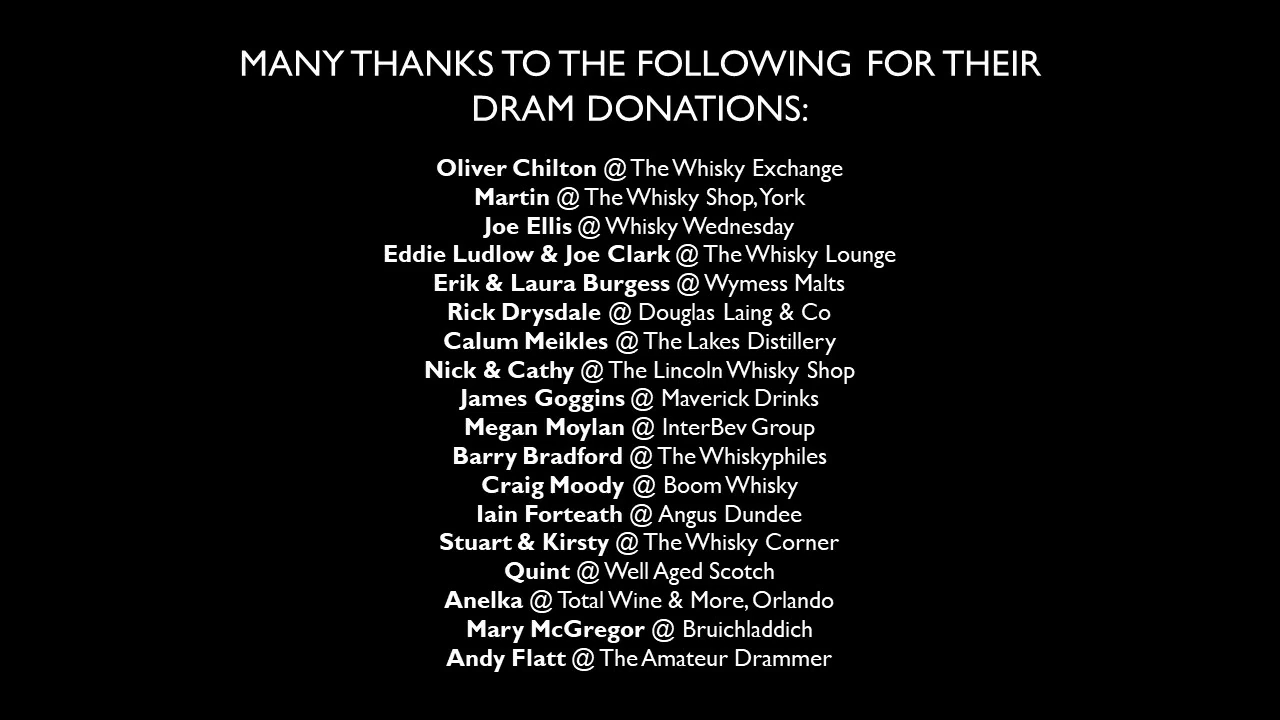 MANY THANKS TO THE FOLLOWING FOR THEIR
DRAM DONATIONS:
Oliver Chilton @ The Whisky Exchange
Martin @ The Whisky Shop, York
Joe Ellis @ Whisky Wednesday
Eddie Ludlow & Joe Clark @ The Whisky Lounge
Erik & Laura Burgess @ Wymess Malts
Rick Drysdale @ Douglas Laing & Co
Calum Meikles @ The Lakes Distillery
Nick & Cathy @ The Lincoln Whisky Shop
James Goggins @ Maverick Drinks
Megan Moylan @ InterBev Group
Barry Bradford @ The Whiskyphiles
Craig Moody @ Boom Whisky
Iain Forteath @ Angus Dundee
Stuart & Kirsty @ The Whisky Corner
Quint @ Well Aged Scotch
Anelka @ Total Wine & More, Orlando
Mary McGregor @ Bruichladdich
Andy Flatt @ The Amateur Drammer